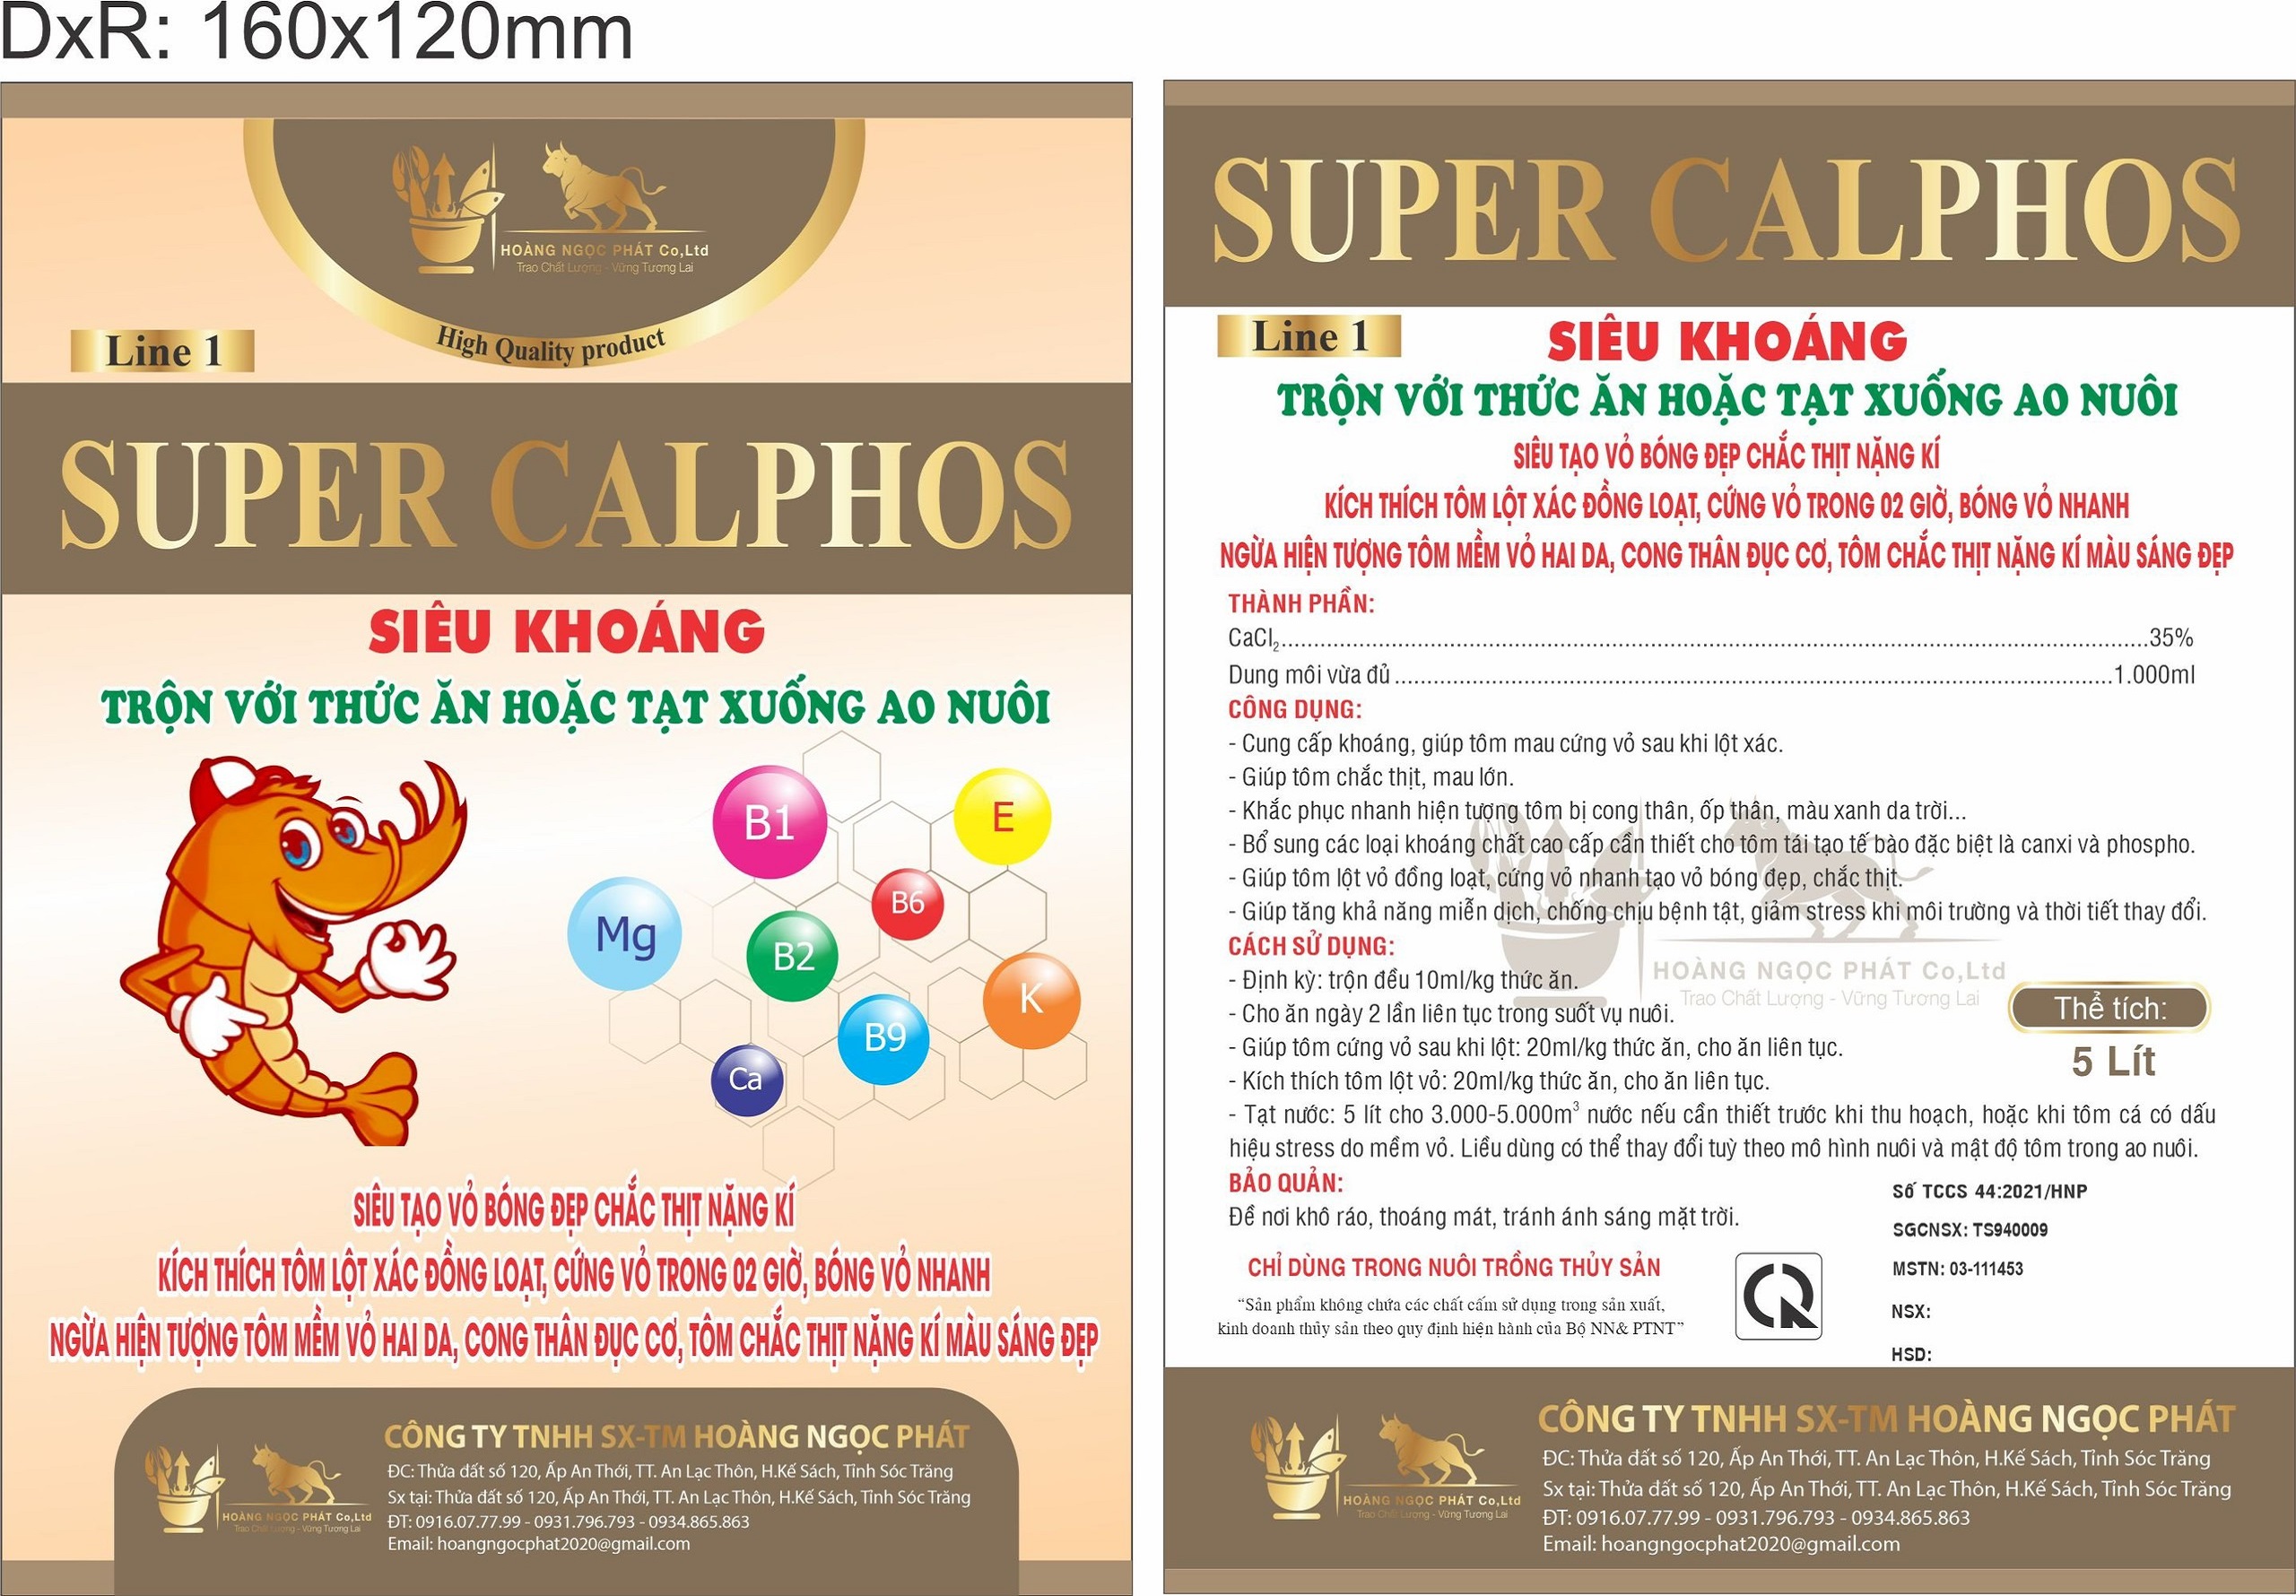 DxR: 160x120mm
HOÀNG NGỌC PHÁT Co,Ltd
Trao Chất Lượng - Vững Tương Lai
High Quality product
Line 1
SUPER CALPHOS
SIÊU KHOÁNG
TRỘN VỚI THỨC ĂN HOẶC TẠT XUỐNG AO NUÔI
B1
E
B6
Mg
B2
K
B9
Ca
SIÊU TẠO VỎ BÓNG ĐẸP CHẮC THỊT NẶNG KÍ
KÍCH THÍCH TÔM LỘT XÁC ĐỒNG LOẠT, CỨNG VỎ TRONG 02 GIỜ, BÓNG VỎ NHANH
NGỪA HIỆN TƯỢNG TÔM MỀM VỎ HAI DA, CONG THÂN ĐỤC CƠ, TÔM CHẮC THỊT NẶNG KÍ MÀU SÁNG ĐẸP
HOÀNG NGỌC PHÁT Co,Ltd
Trao Chất Lượng - Vững Tương Lai
CÔNG TY TNHH SX-TM HOÀNG NGỌC PHÁT
ĐC: Thửa đất số 120, Ấp An Thới, TT. An Lạc Thôn, H.Kế Sách, Tỉnh Sóc Trăng
Sx tại: Thửa đất số 120, Ấp An Thới, TT. An Lạc Thôn, H.Kế Sách, Tỉnh Sóc Trăng
ĐT: 0916.07.77.99 - 0931.796.793 - 0934.865.863
Email: hoangngocphat2020@gmail.com
SUPER CALPHOS
Line 1
SIÊU KHOÁNG
TRỘN VỚI THỨC ĂN HOẶC TẠT XUỐNG AO NUÔI
SIÊU TẠO VỎ BÓNG ĐẸP CHẮC THỊT NẶNG KÍ
KÍCH THÍCH TÔM LỘT XÁC ĐỒNG LOẠT, CỨNG VỎ TRONG 02 GIỜ, BÓNG VỎ NHANH
NGỪA HIỆN TƯỢNG TÔM MỀM VỎ HAI DA, CONG THÂN ĐỤC CƠ, TÔM CHẮC THỊT NẶNG KÍ MÀU SÁNG ĐẸP
THÀNH PHẦN:
CaCl₂..........35%
Dung môi vừa đủ..........1.000ml
CÔNG DỤNG:
- Cung cấp khoáng, giúp tôm mau cứng vỏ sau khi lột xác.
- Giúp tôm chắc thịt, mau lớn.
- Khắc phục nhanh hiện tượng tôm bị cong thân, ốp thân, màu xanh da trời...
- Bổ sung các loại khoáng chất cao cấp cần thiết cho tôm tái tạo tế bào đặc biệt là canxi và phospho.
- Giúp tôm lột vỏ đồng loạt, cứng vỏ nhanh tạo vỏ bóng đẹp, chắc thịt.
- Giúp tăng khả năng miễn dịch, chống chịu bệnh tật, giảm stress khi môi trường và thời tiết thay đổi.
CÁCH SỬ DỤNG:
- Định kỳ: trộn đều 10ml/kg thức ăn.
- Cho ăn ngày 2 lần liên tục trong suốt vụ nuôi.
- Giúp tôm cứng vỏ sau khi lột: 20ml/kg thức ăn, cho ăn liên tục.
- Kích thích tôm lột vỏ: 20ml/kg thức ăn, cho ăn liên tục.
- Tạt nước: 5 lít cho 3.000-5.000m³ nước nếu cần thiết trước khi thu hoạch, hoặc khi tôm cá có dấu
hiệu stress do mềm vỏ. Liều dùng có thể thay đổi tuỳ theo mô hình nuôi và mật độ tôm trong ao nuôi.
HOÀNG NGỌC PHÁT Co,Ltd
Trao Chất Lượng - Vững Tương Lai
Thể tích:
5 Lít
BẢO QUẢN:
Để nơi khô ráo, thoáng mát, tránh ánh sáng mặt trời.
CHỈ DÙNG TRONG NUÔI TRỒNG THỦY SẢN
"Sản phẩm không chứa các chất cấm sử dụng trong sản xuất,
kinh doanh thủy sản theo quy định hiện hành của Bộ NN& PTNT"
Số TCCS 44:2021/HNP
SGCNSX: TS940009
MSTN: 03-111453
NSX:
HSD:
HOÀNG NGỌC PHÁT Co,Ltd
Trao Chất Lượng - Vững Tương Lai
CÔNG TY TNHH SX-TM HOÀNG NGỌC PHÁT
ĐC: Thửa đất số 120, Ấp An Thới, TT. An Lạc Thôn, H.Kế Sách, Tỉnh Sóc Trăng
Sx tại: Thửa đất số 120, Ấp An Thới, TT. An Lạc Thôn, H.Kế Sách, Tỉnh Sóc Trăng
ĐT: 0916.07.77.99 - 0931.796.793 - 0934.865.863
Email: hoangngocphat2020@gmail.com